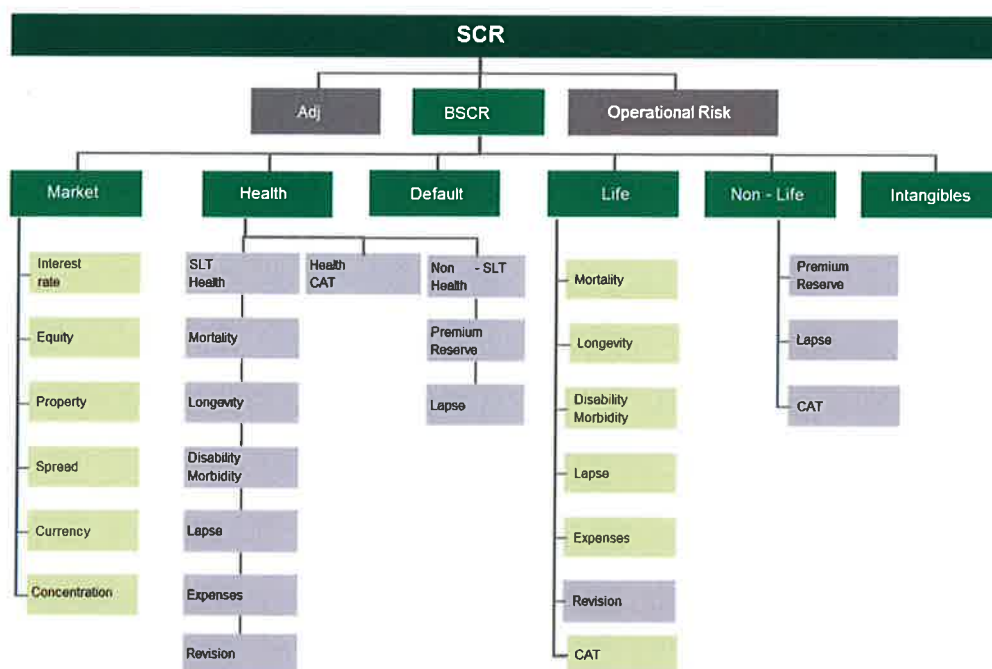 SCR
Adj
BSCR
Operational Risk
Market
Health
Default
Life
Non - Life
Intangibles
Interest
rate
Equity
Property
Spread
Currency
Concentration
SLT
Health
Mortality
Longevity
Disability
Morbidity
Lapse
Expenses
Revision
Health
CAT
Non - SLT
Health
Premium
Reserve
Lapse
Mortality
Longevity
Disability
Morbidity
Lapse
Expenses
Revision
CAT
Premium
Reserve
Lapse
CAT